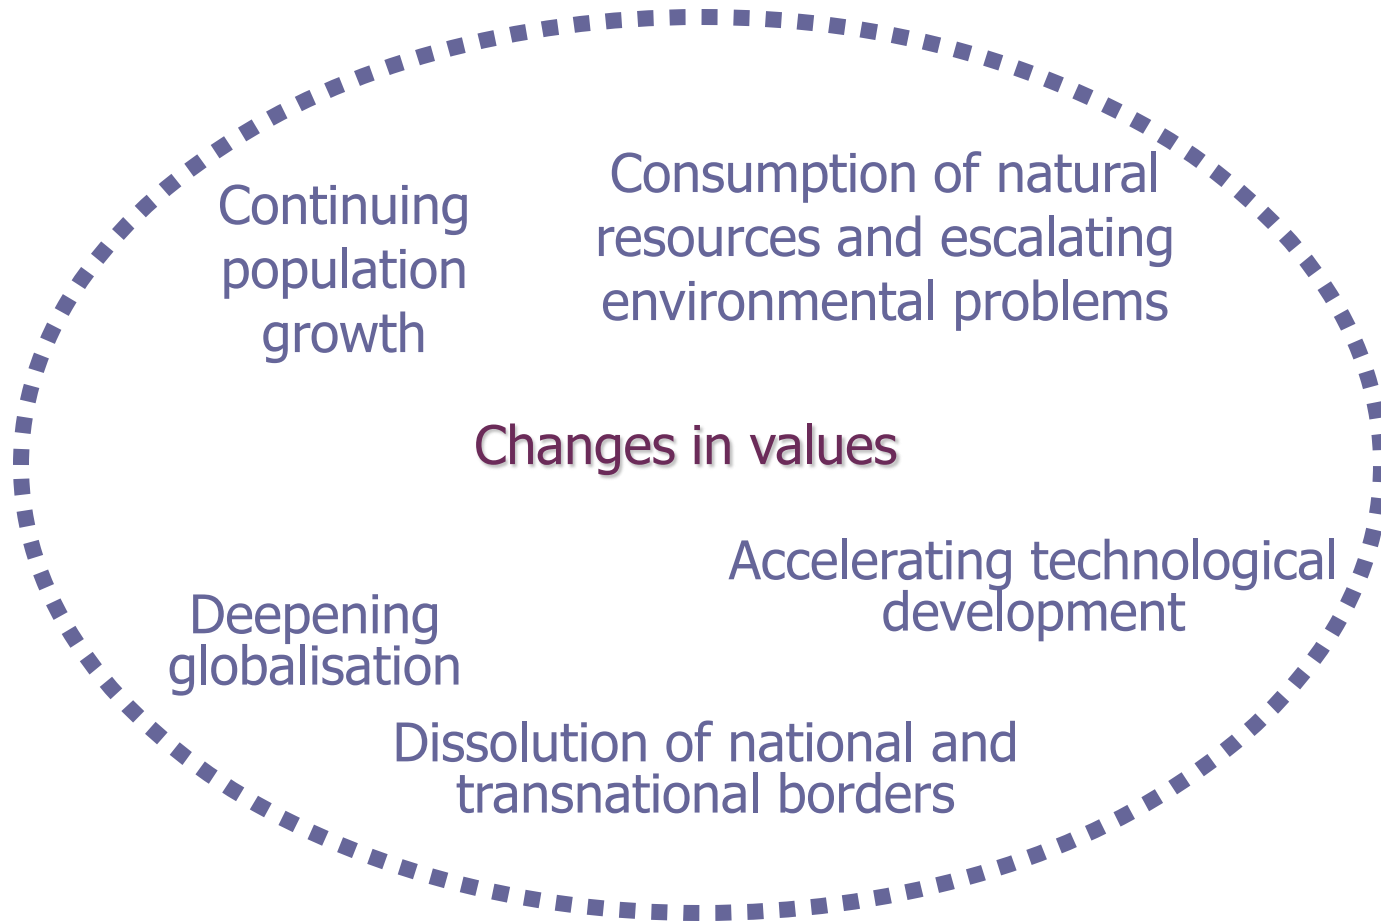 Continuing
population
growth
Consumption of natural
resources and escalating
environmental problems
Changes in values
Accelerating technological
development
Deepening
globalisation
Dissolution of national and
transnational borders